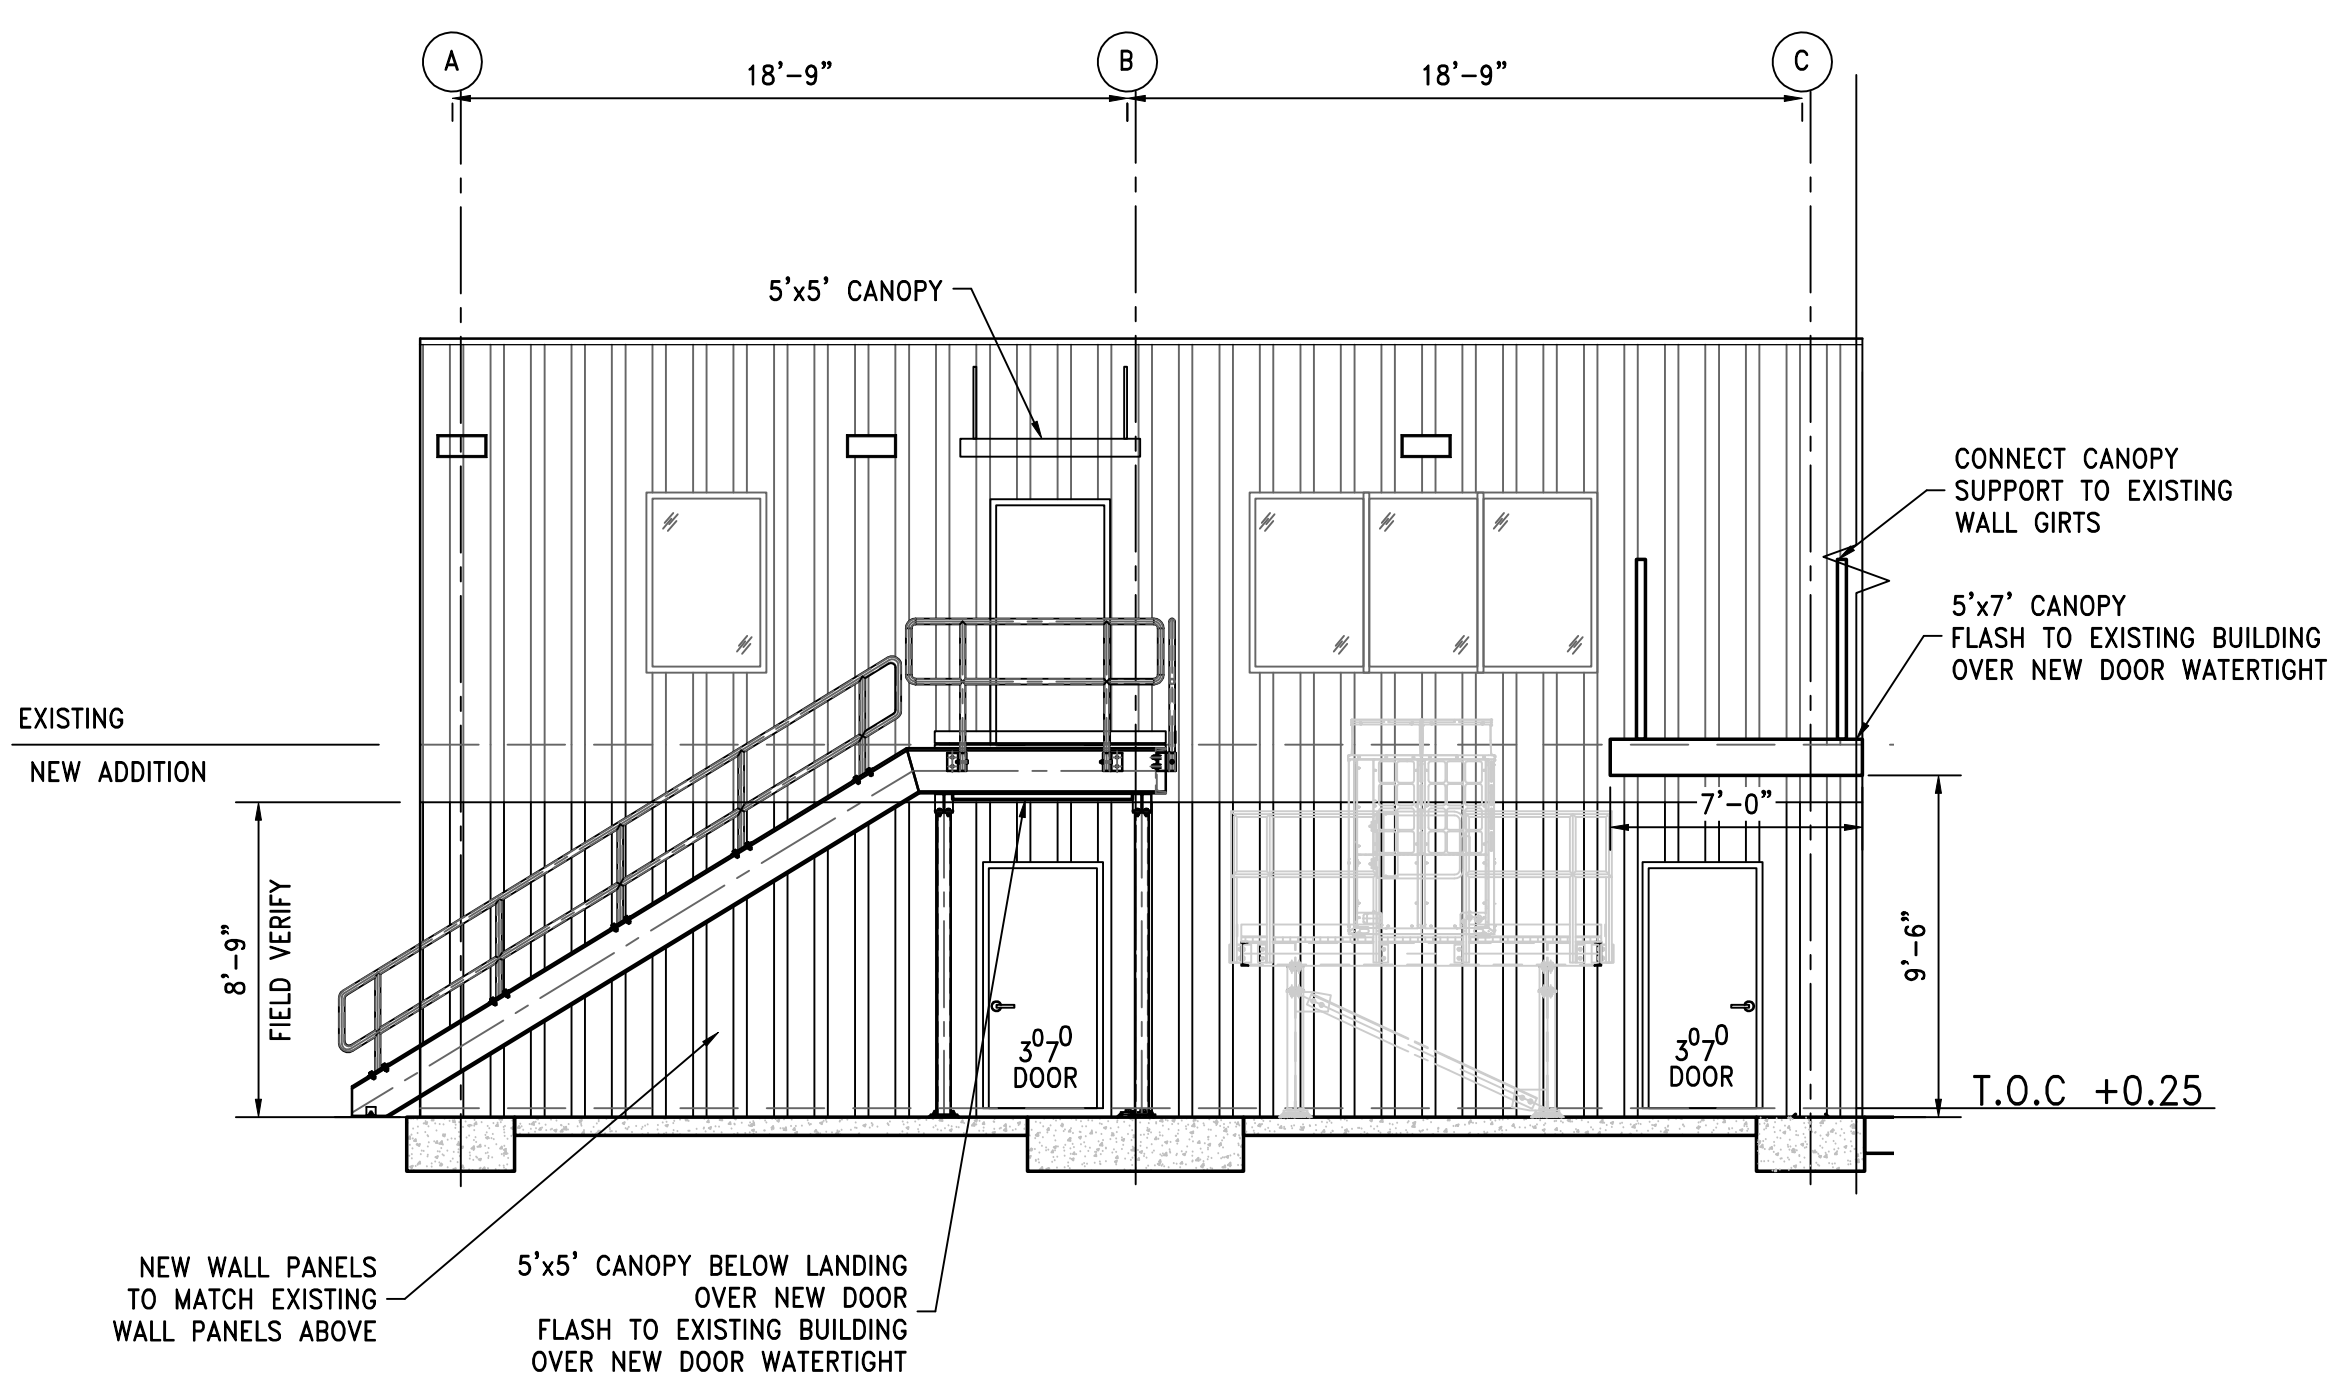 A
B
C
18'-9"
18'-9"
5'x5' CANOPY
CONNECT CANOPY
SUPPORT TO EXISTING
WALL GIRTS
5'x7' CANOPY
FLASH TO EXISTING BUILDING
OVER NEW DOOR WATERTIGHT
EXISTING
NEW ADDITION
7'-0"
8'-9"
FIELD VERIFY
9'-6"
3⁰7⁰
DOOR
3⁰7⁰
DOOR
T.O.C +0.25
NEW WALL PANELS
TO MATCH EXISTING
WALL PANELS ABOVE
5'x5' CANOPY BELOW LANDING
OVER NEW DOOR
FLASH TO EXISTING BUILDING
OVER NEW DOOR WATERTIGHT